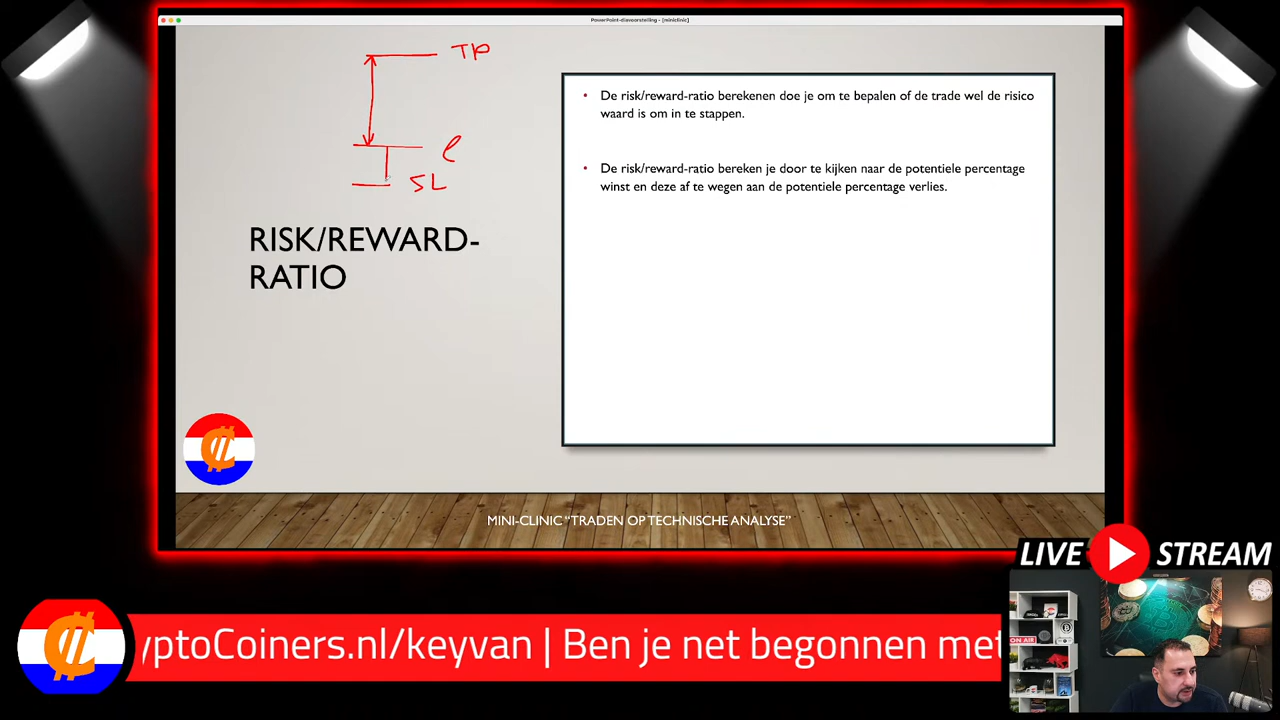 PowerPoint-diavoorstelling - [miniclinic]
TP
e
SL
RISK/REWARD-
RATIO
• De risk/reward-ratio berekenen doe je om te bepalen of de trade wel de risico
waard is om in te stappen.
• De risk/reward-ratio bereken je door te kijken naar de potentiele percentage
winst en deze af te wegen aan de potentiele percentage verlies.
MINI-CLINIC “TRADEN OP TECHNISCHE ANALYSE”
LIVE STREAM
ON AIR
yptoCoiners.nl/keyvan | Ben je net begonnen met